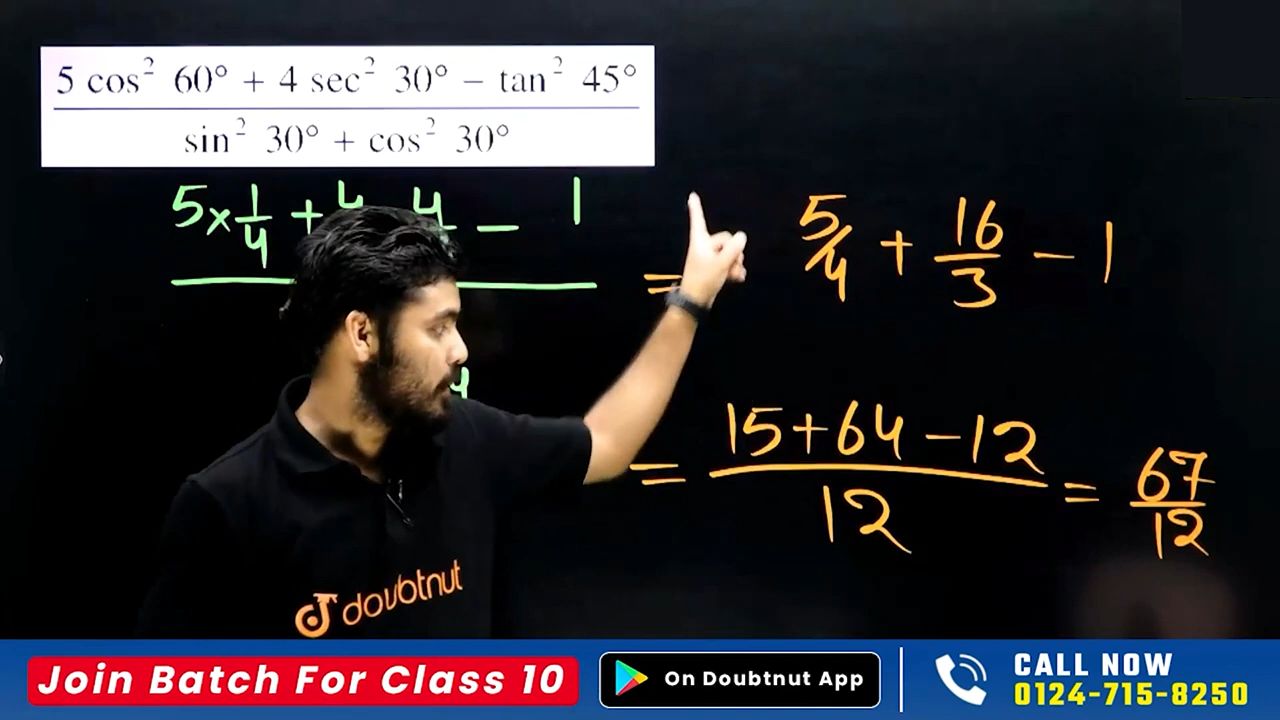 5 cos² 60° + 4 sec² 30° − tan² 45°
sin² 30° + cos² 30°
5 × 1/4 + 4 4 − 1
= 5/4 + 16/3 − 1
= 15+64−12 / 12 = 67/12
doubtnut
Join Batch For Class 10
On Doubtnut App
CALL NOW
0124-715-8250